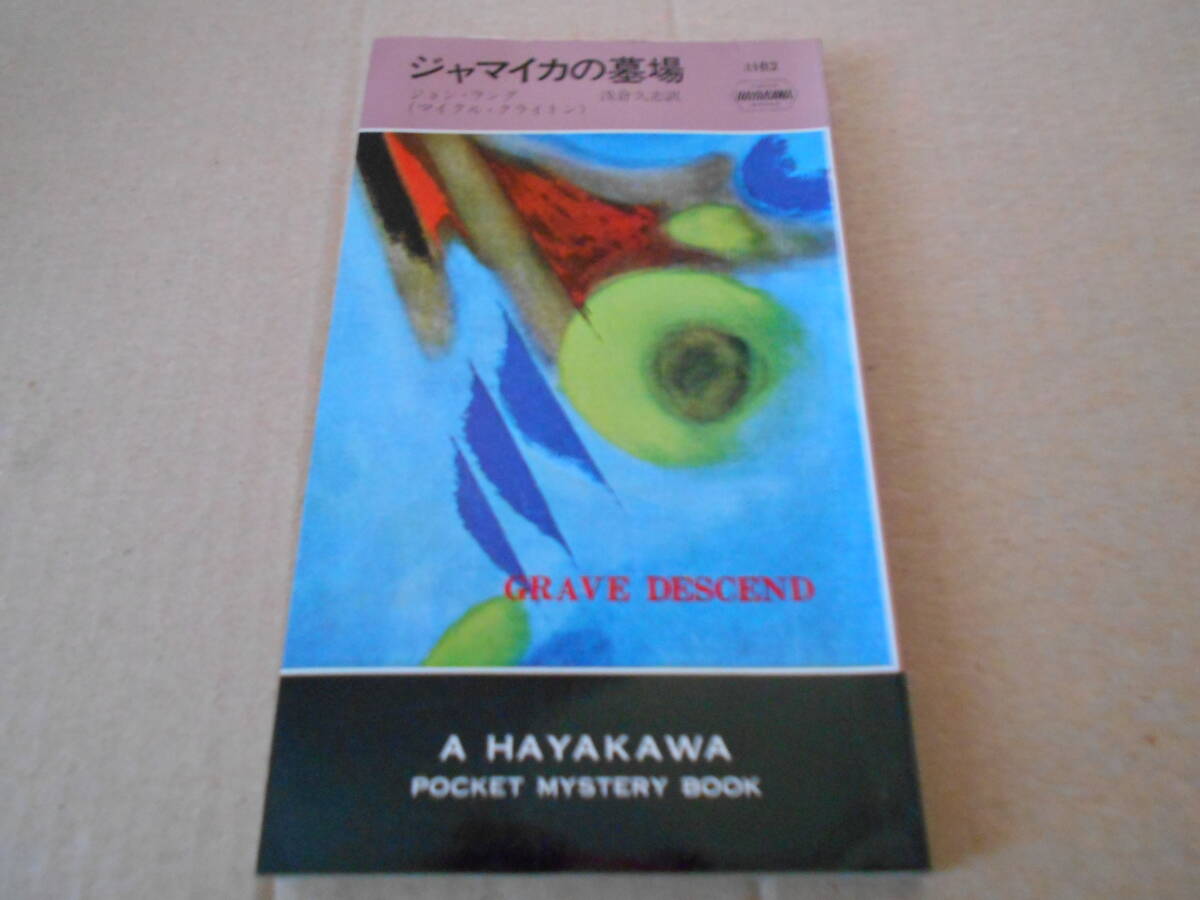 ジャマイカの墓場
ジョン・ラング
(マイクル・クライトン)
浅倉久志訳
HAYAKAWA
GRAVE DESCEND
A HAYAKAWA
POCKET MYSTERY BOOK